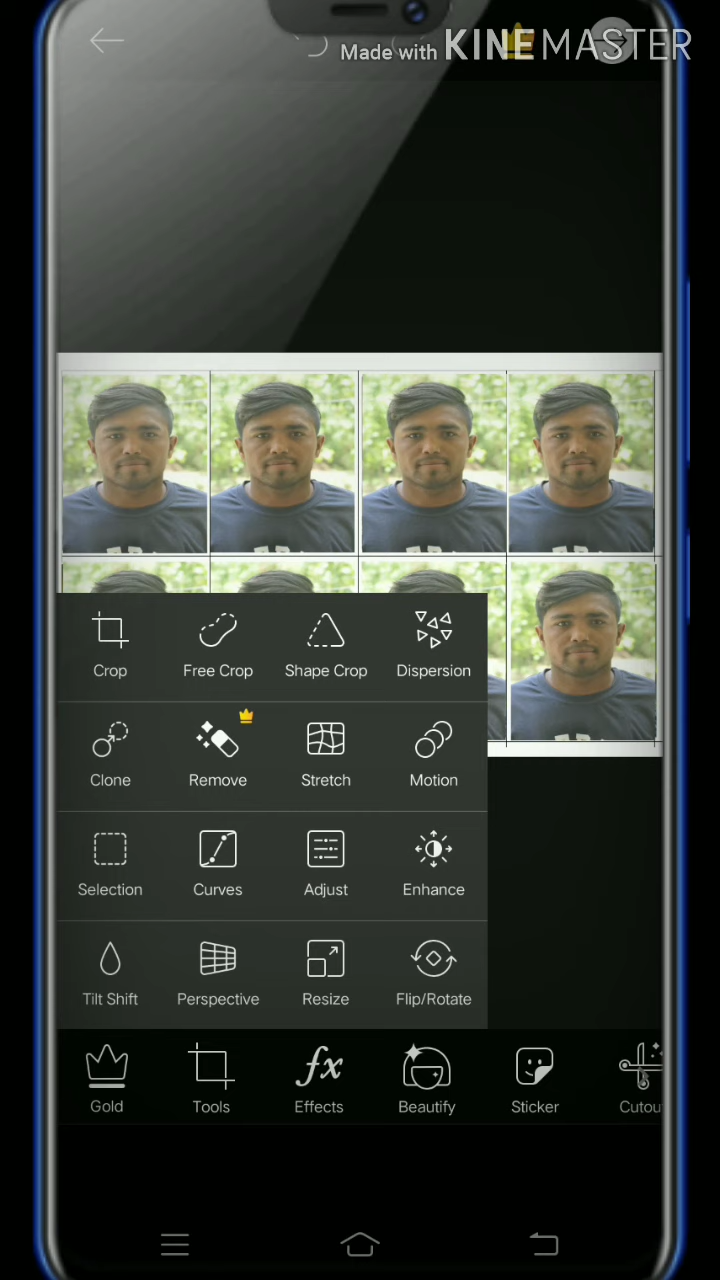 Made with KINEMASTER
Crop Free Crop Shape Crop Dispersion
Clone Remove Stretch Motion
Selection Curves Adjust Enhance
Tilt Shift Perspective Resize Flip/Rotate
Gold Tools Effects Beautify Sticker Cutou